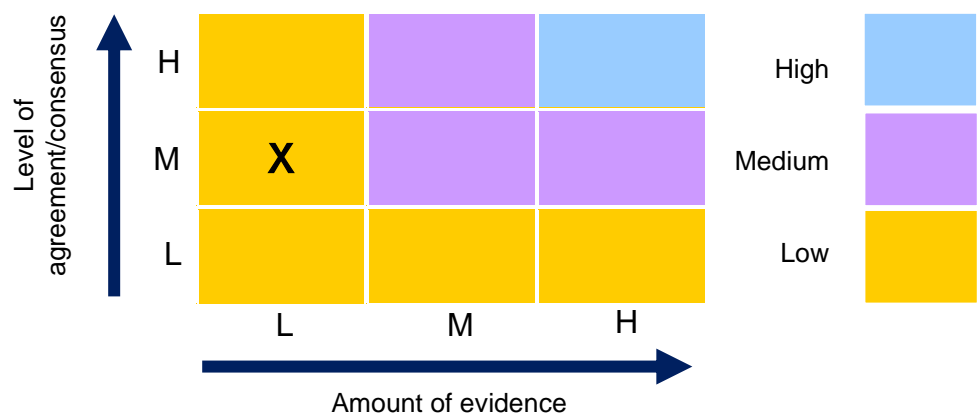 Level of
agreement/consensus
H
M
X
L
L
M
H
Amount of evidence
High
Medium
Low